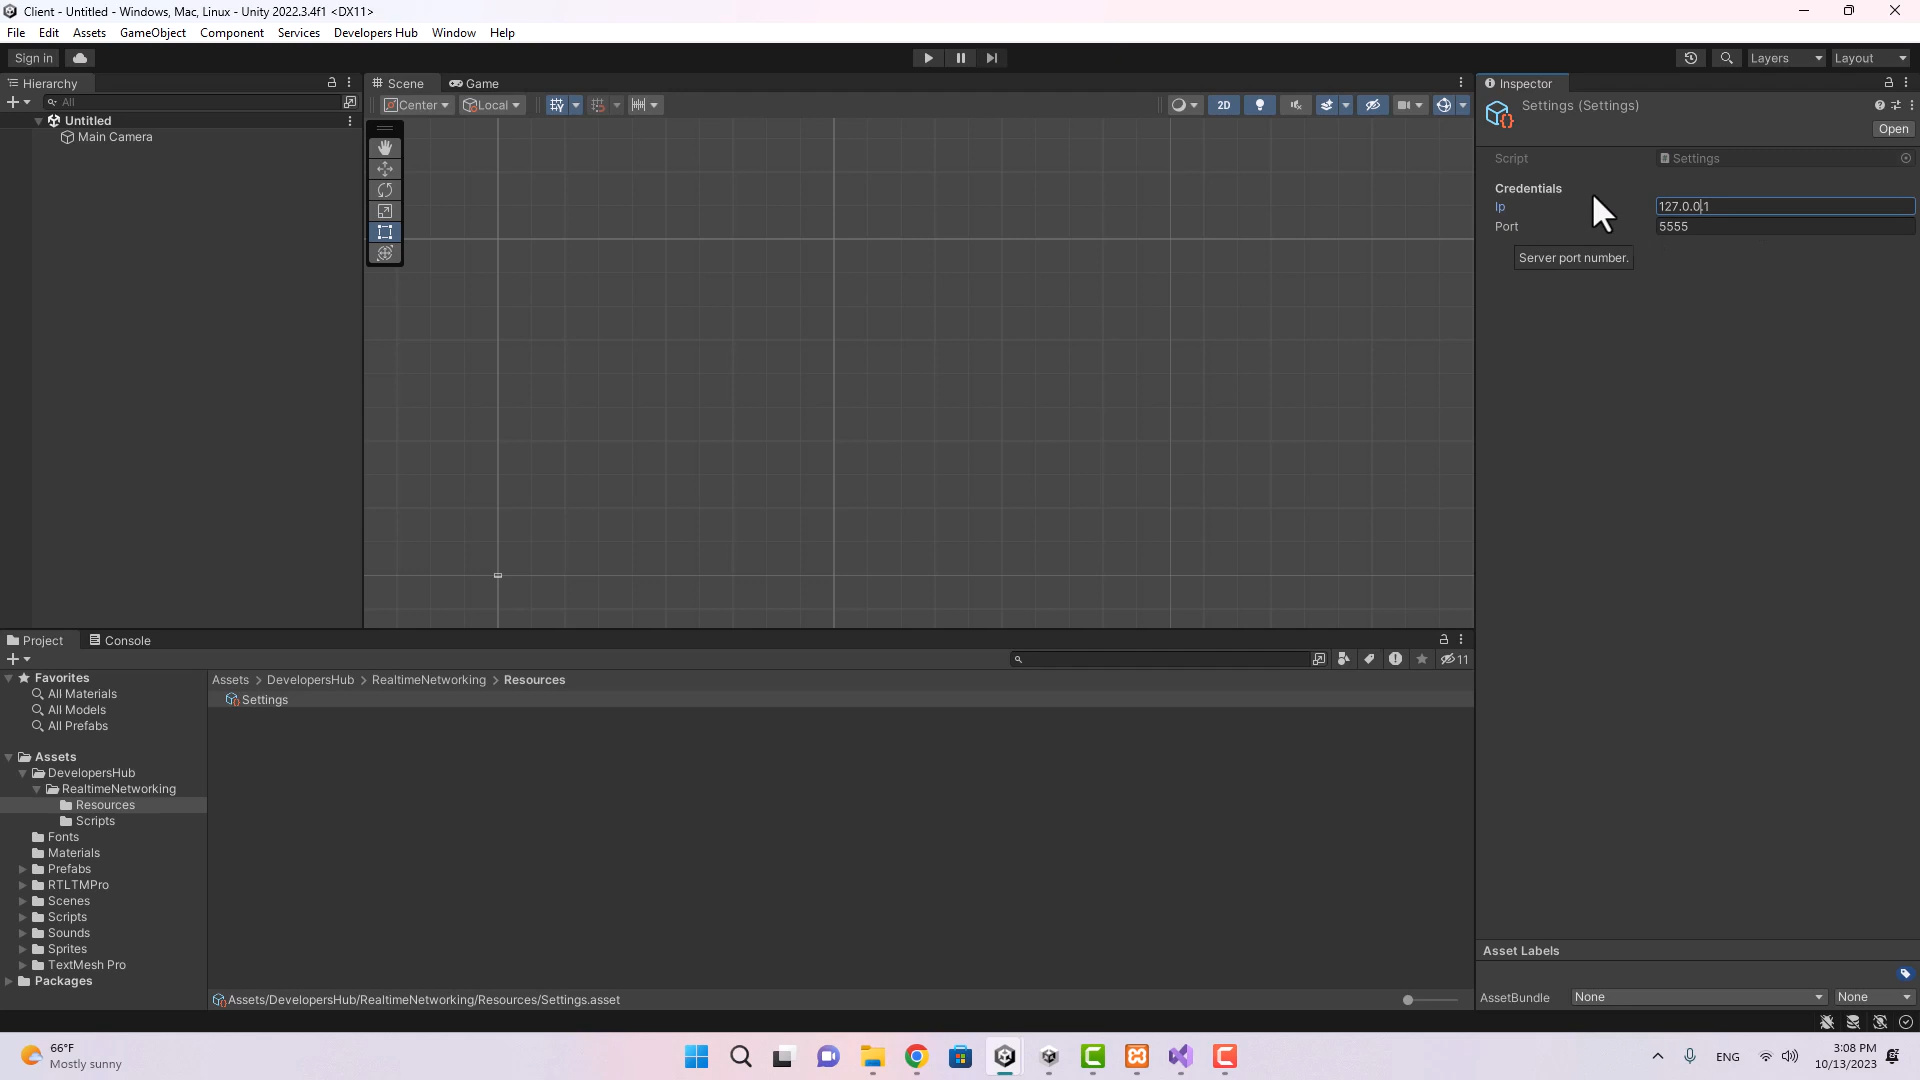 Client - Untitled - Windows, Mac, Linux - Unity 2022.3.4f1 <DX11>
File Edit Assets GameObject Component Services Developers Hub Window Help
Sign in
Layers
Layout
Hierarchy
All
Untitled
Main Camera
Scene
Game
Center
Local
2D
Inspector
Settings (Settings)
Open
Script
Settings
Credentials
Ip
127.0.0.1
Port
5555
Server port number.
Project
Console
11
Favorites
All Materials
All Models
All Prefabs
Assets
DevelopersHub
RealtimeNetworking
Resources
Scripts
Fonts
Materials
Prefabs
RTLTMPro
Scenes
Scripts
Sounds
Sprites
TextMesh Pro
Packages
Assets > DevelopersHub > RealtimeNetworking > Resources
Settings
Assets/DevelopersHub/RealtimeNetworking/Resources/Settings.asset
Asset Labels
AssetBundle
None
None
66°F
Mostly sunny
ENG
3:08 PM
10/13/2023